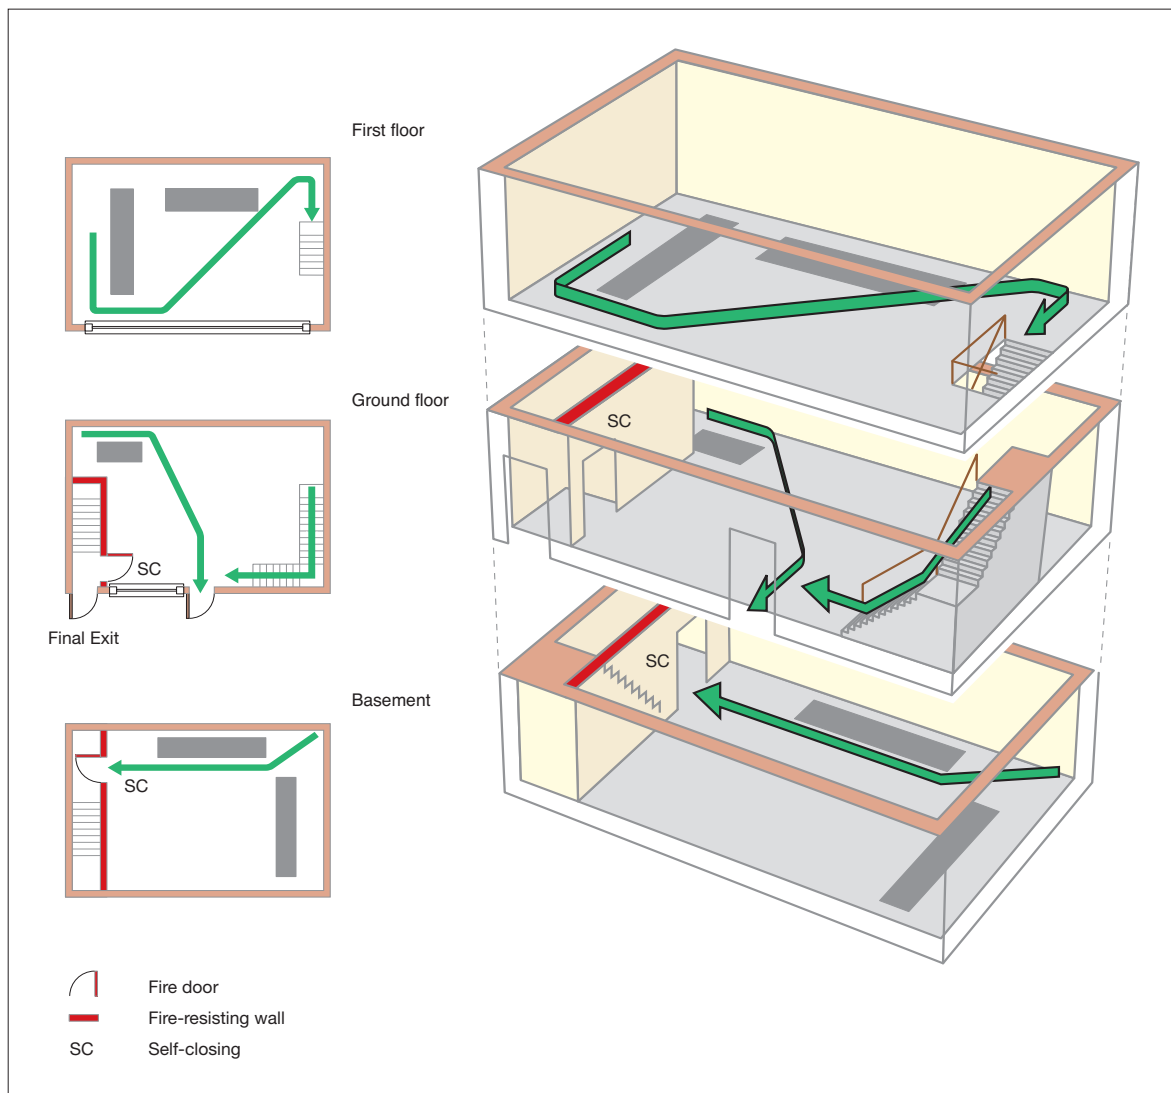 First floor
Ground floor
SC
SC
Final Exit
SC
Basement
SC
Fire door
Fire-resisting wall
SC Self-closing